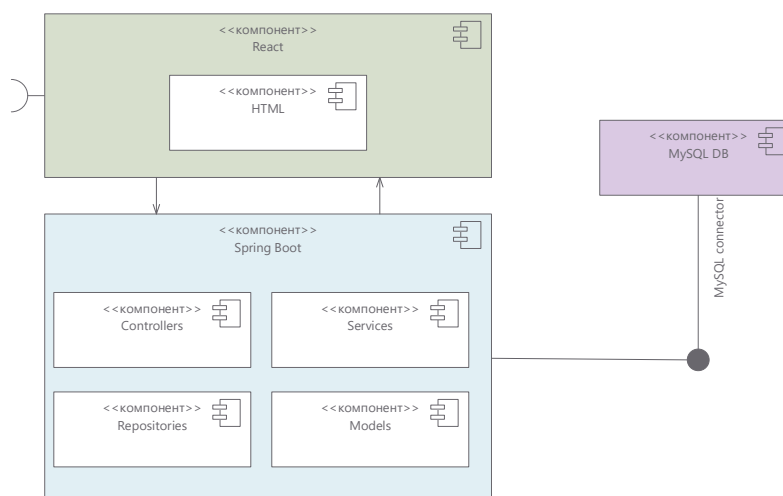 <<компонент>>
React
<<компонент>>
HTML
<<компонент>>
MySQL DB
MySQL connector
<<компонент>>
Spring Boot
<<компонент>>
Controllers
<<компонент>>
Services
<<компонент>>
Repositories
<<компонент>>
Models